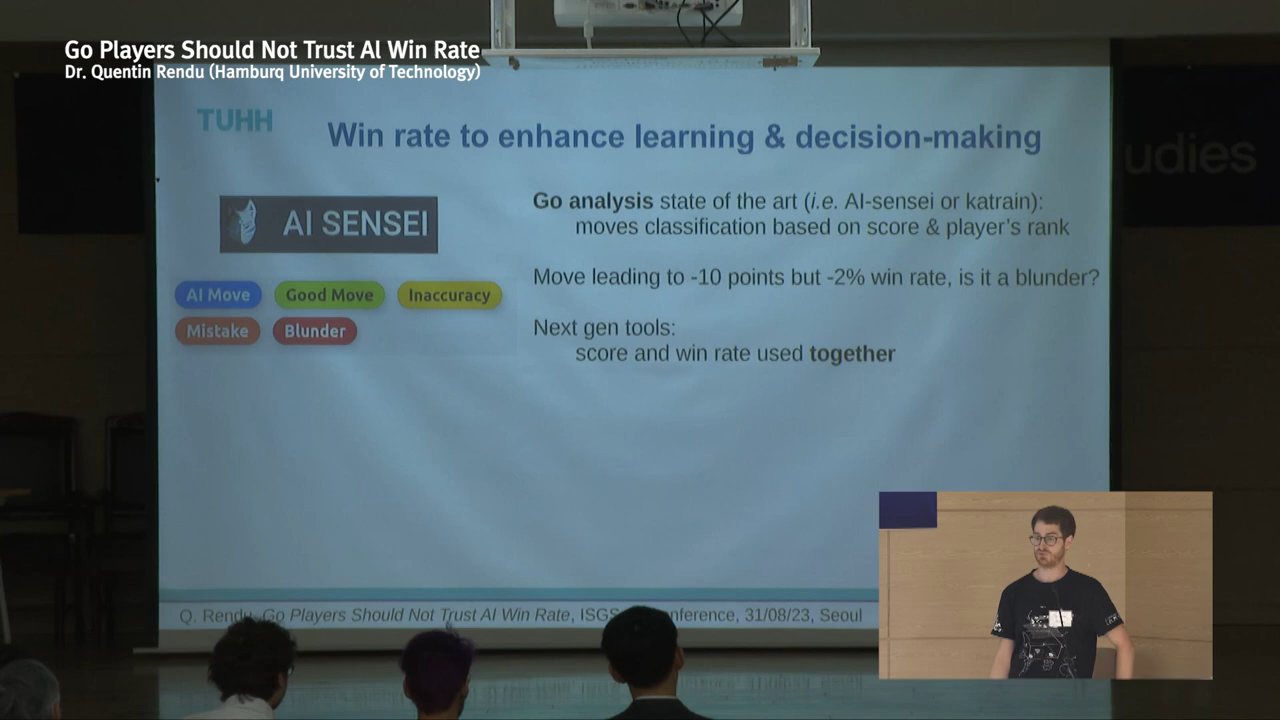 Go Players Should Not Trust AI Win Rate
Dr. Quentin Rendu (Hamburg University of Technology)
TUHH
Win rate to enhance learning & decision-making
udies
AI SENSEI
AI Move Good Move Inaccuracy
Mistake Blunder
Go analysis state of the art (i.e. AI-sensei or katrain):
moves classification based on score & player's rank
Move leading to -10 points but -2% win rate, is it a blunder?
Next gen tools:
score and win rate used together
Q. Rendu, Go Players Should Not Trust AI Win Rate, ISGS onference, 31/08/23, Seoul